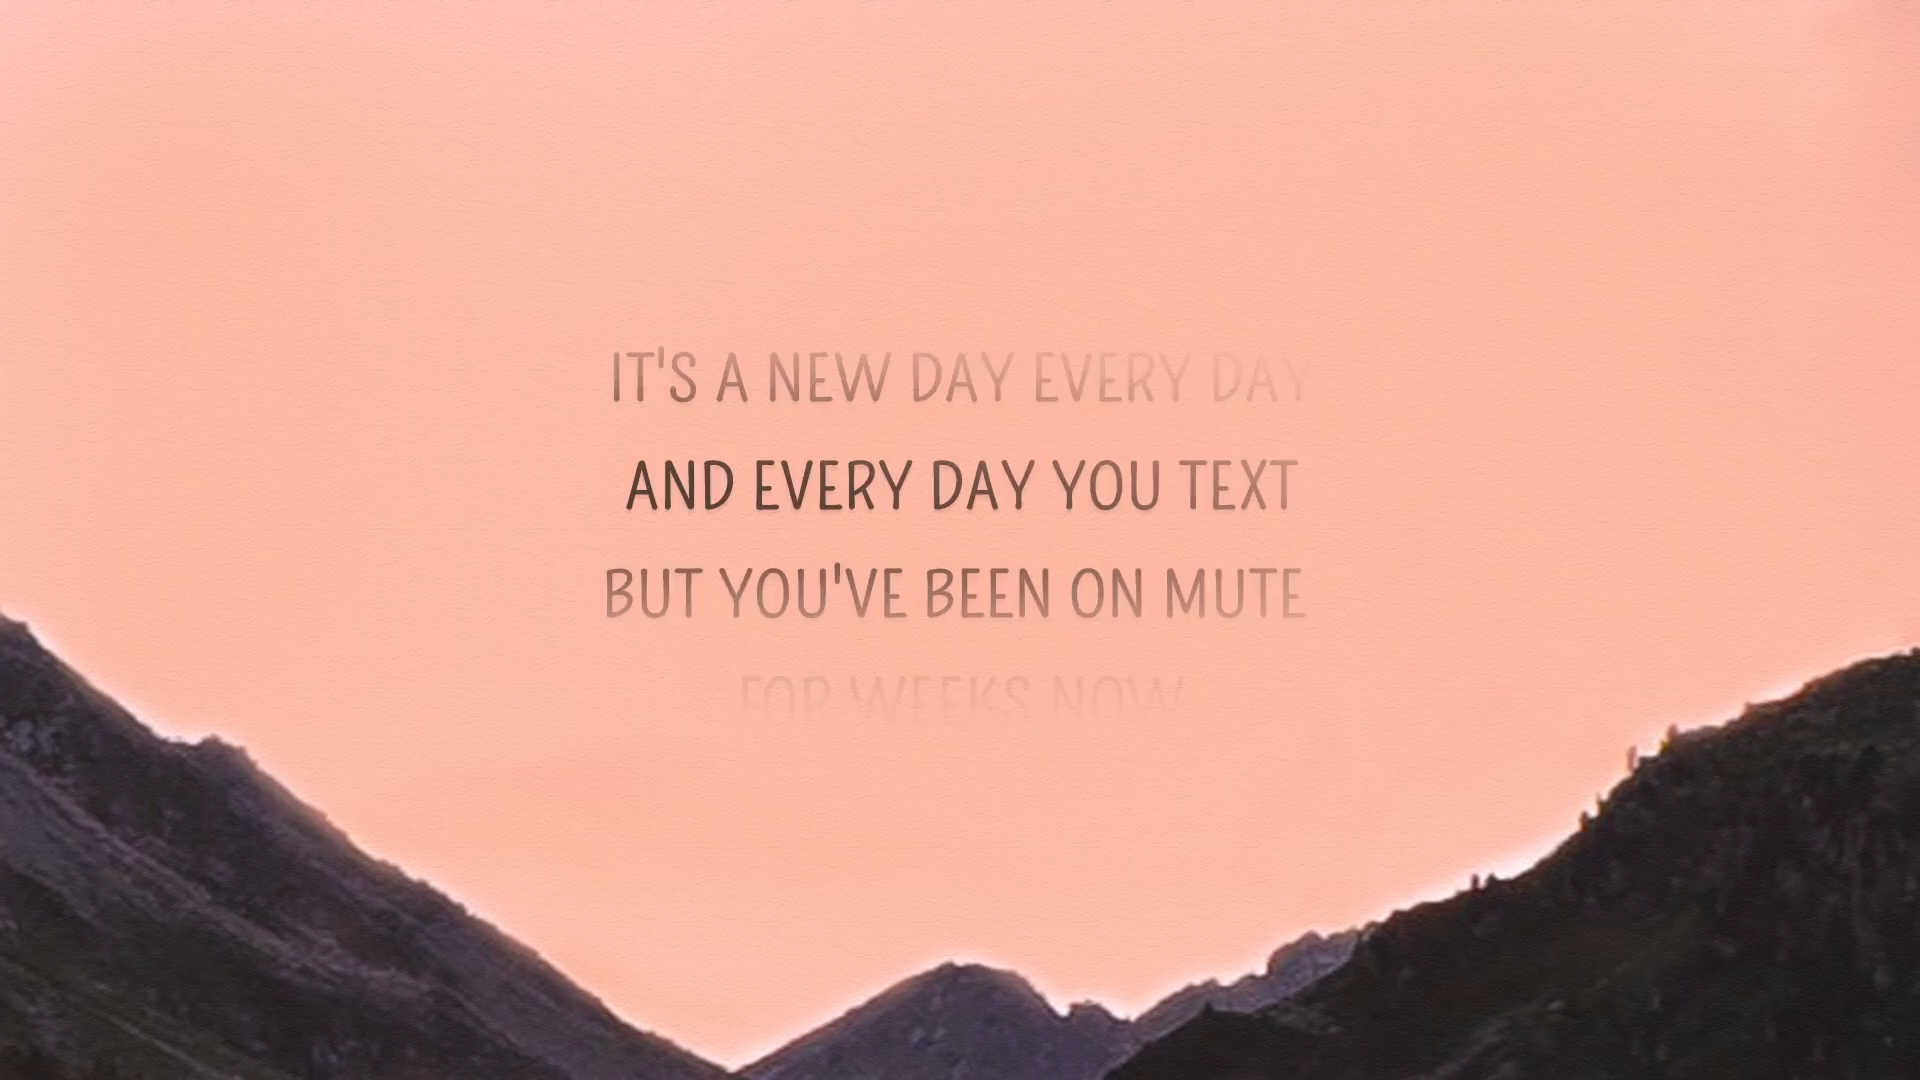 IT'S A NEW DAY EVERY DAY
AND EVERY DAY YOU TEXT
BUT YOU'VE BEEN ON MUTE
FOR WEEKS NOW